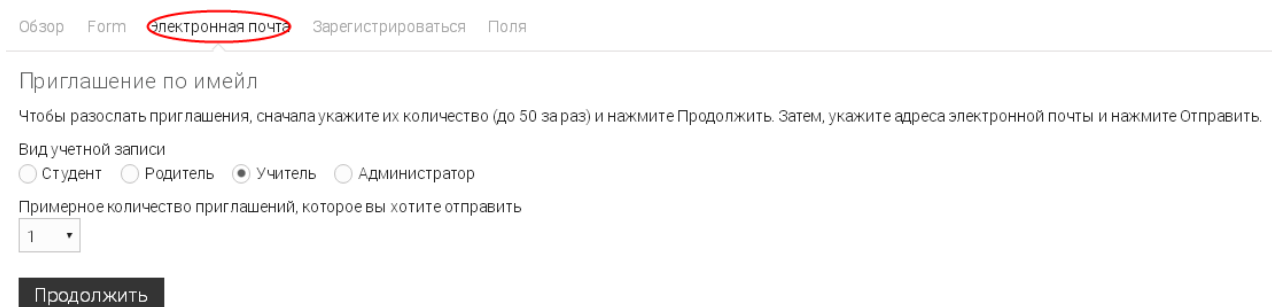 Обзор Form Электронная почта Зарегистрироваться Поля
Приглашение по имейл
Чтобы разослать приглашения, сначала укажите их количество (до 50 за раз) и нажмите Продолжить. Затем, укажите адреса электронной почты и нажмите Отправить.
Вид учетной записи
Студент Родитель Учитель Администратор
Примерное количество приглашений, которое вы хотите отправить
1
Продолжить